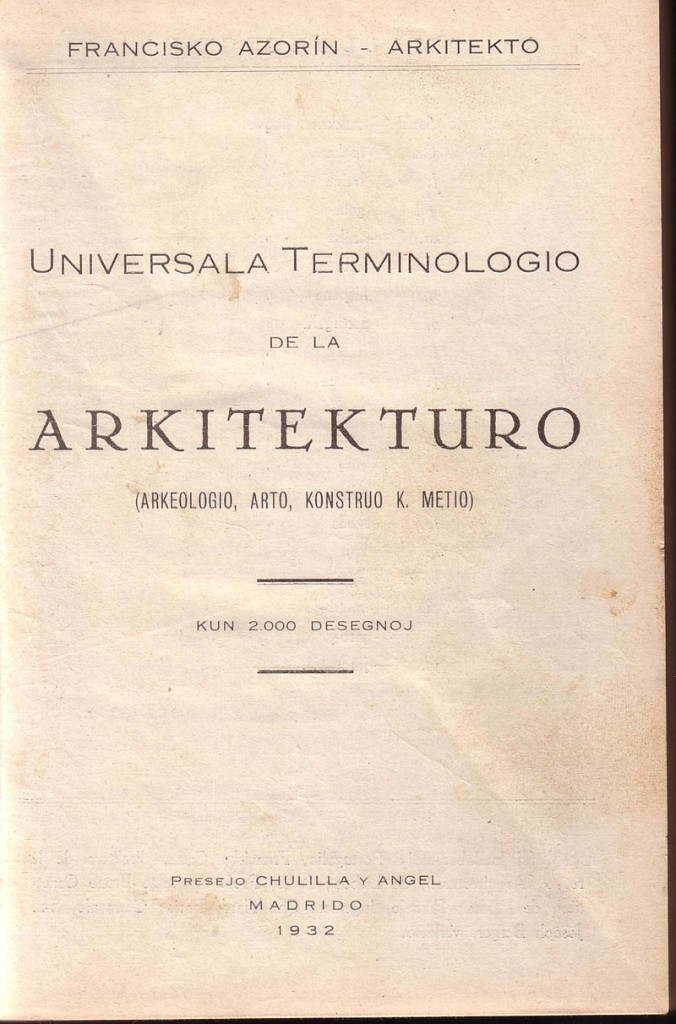 FRANCISKO AZORÍN - ARKITEKTO
UNIVERSALA TERMINOLOGIO
DE LA
ARKITEKTURO
(ARKEOLOGIO, ARTO, KONSTRUO K. METIO)
KUN 2.000 DESEGNOJ
PRESEJO CHULILLA Y ANGEL
MADRIDO
1932